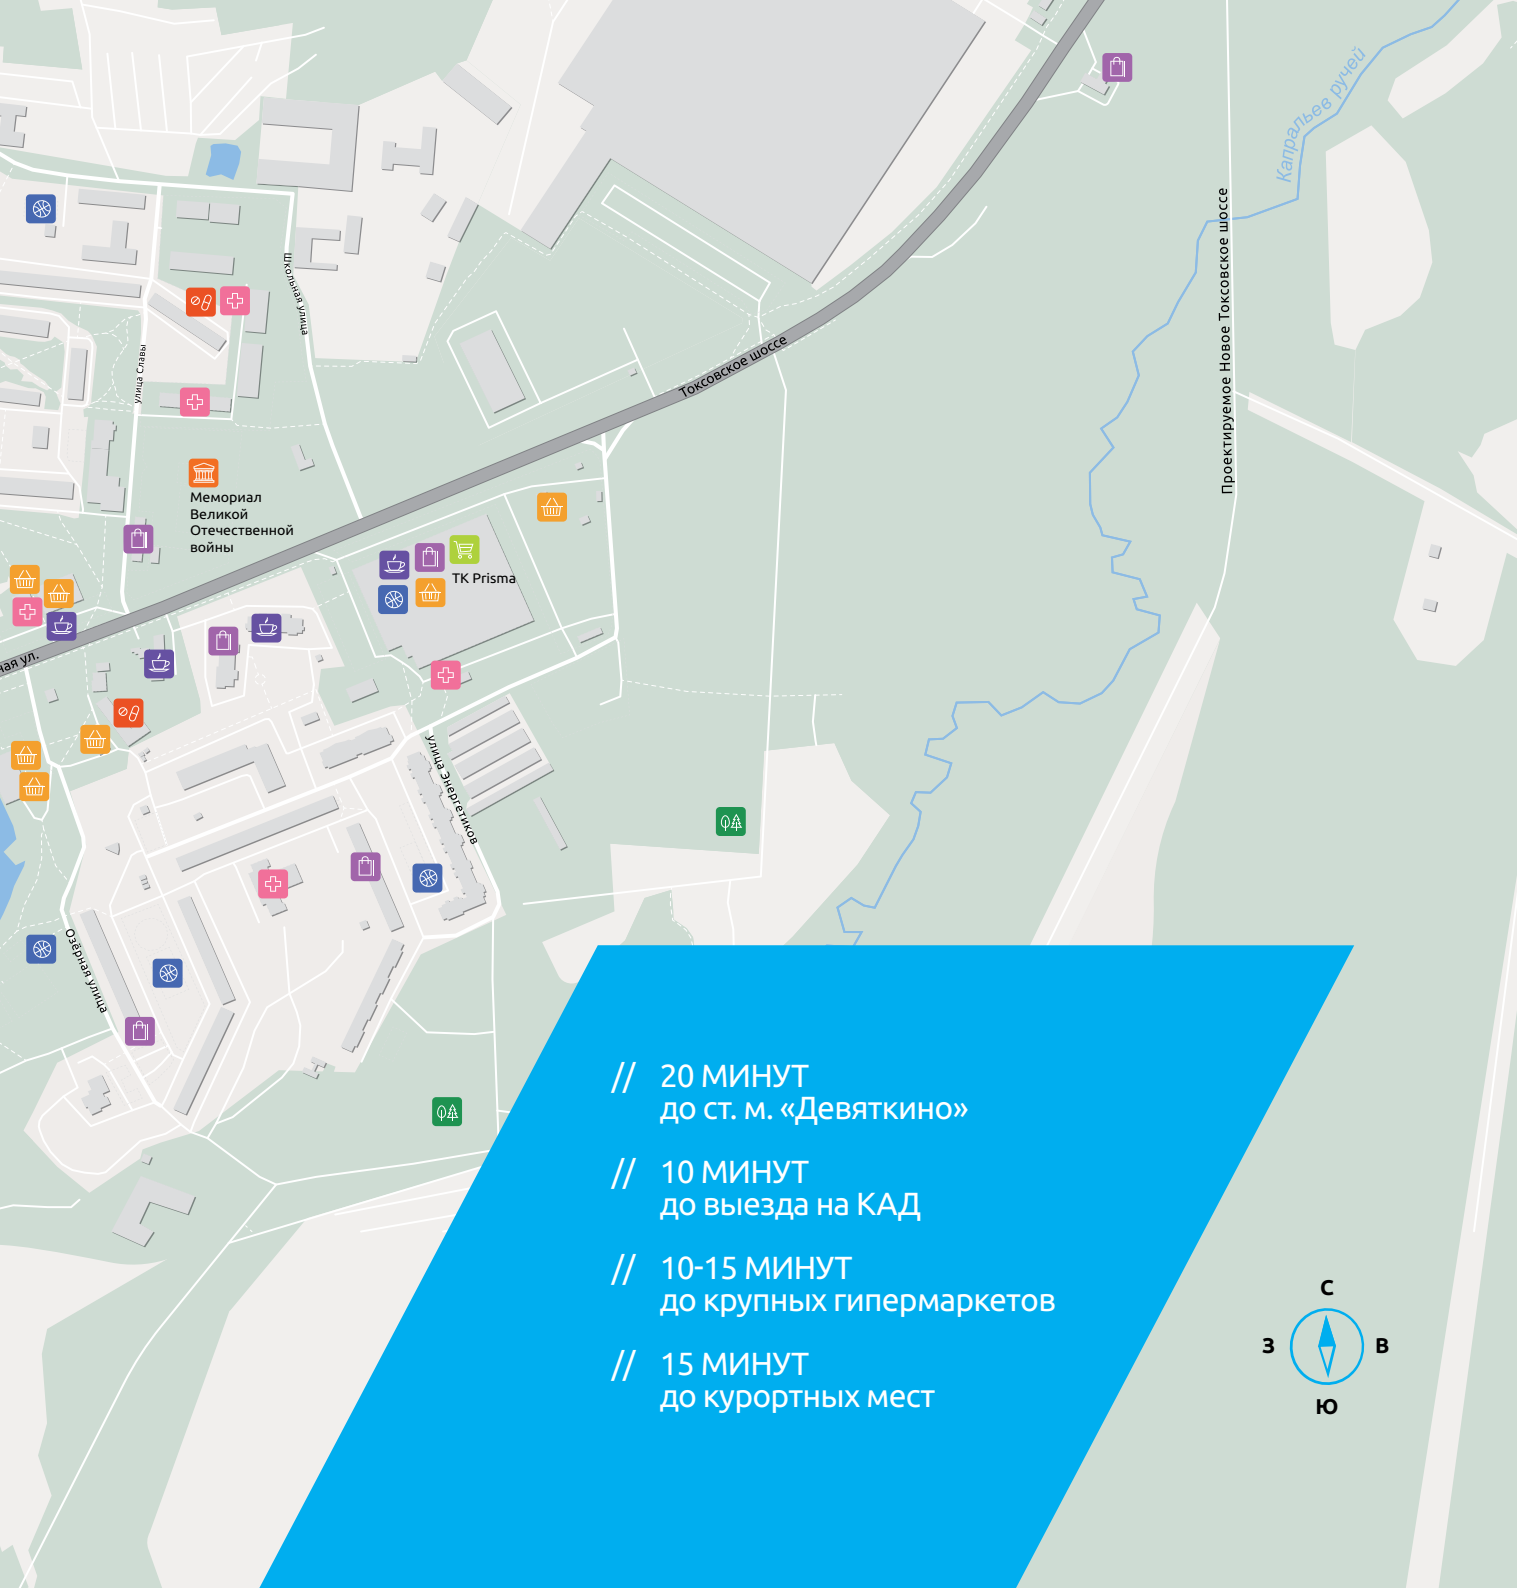 Капральев ручей
Проектируемое Новое Токсовское шоссе
Школьная улица
улица Славы
Токсовское шоссе
Мемориал
Великой
Отечественной
войны
TK Prisma
ная ул.
улица Энергетиков
Озёрная улица
// 20 МИНУТ
до ст. м. «Девяткино»
// 10 МИНУТ
до выезда на КАД
// 10-15 МИНУТ
до крупных гипермаркетов
// 15 МИНУТ
до курортных мест
С
З
В
Ю